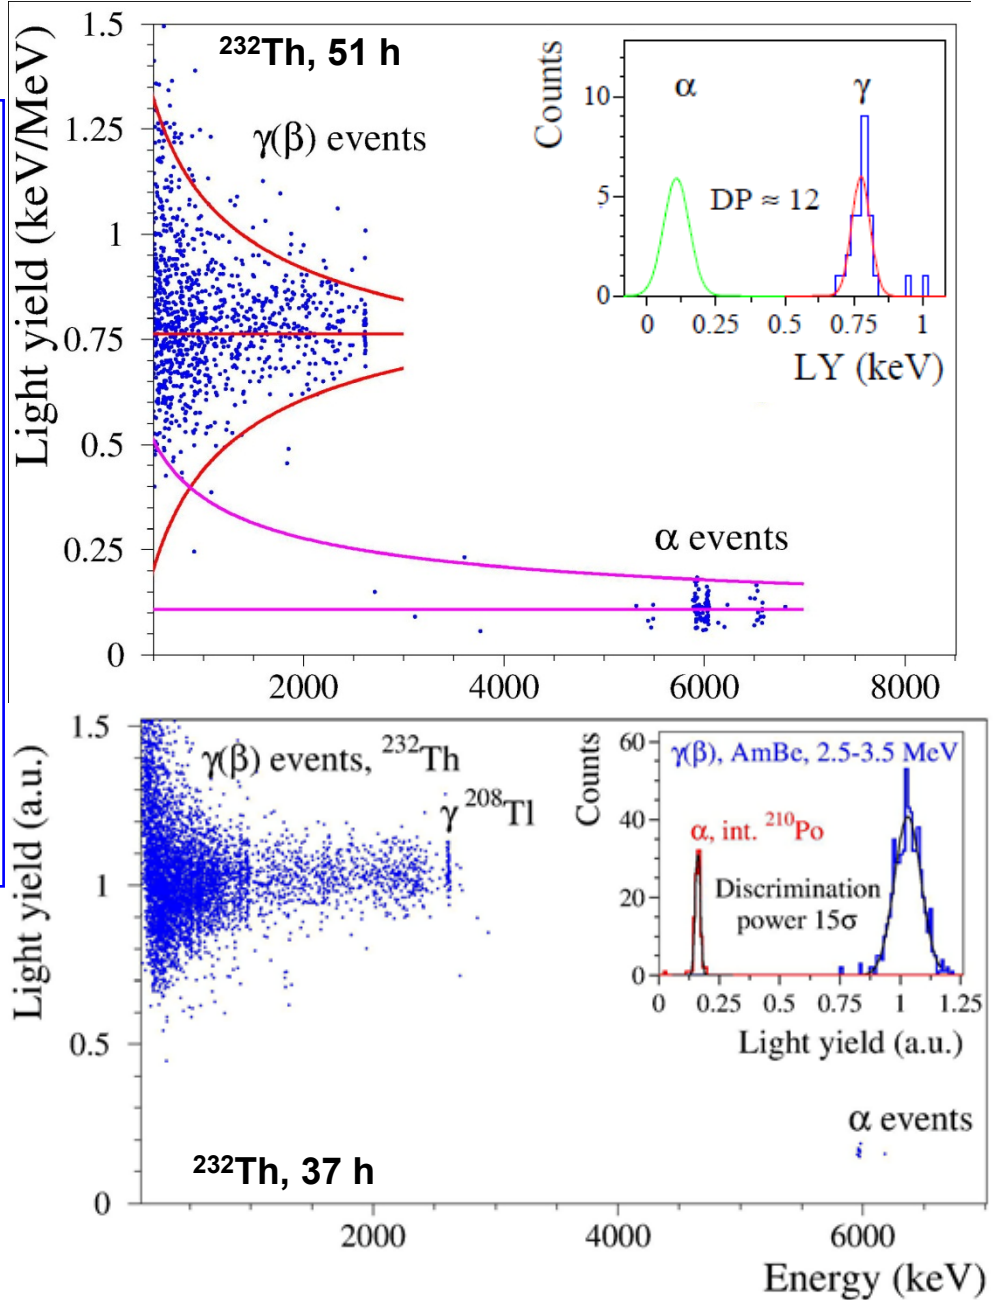 1.5
1.25
1
0.75
0.5
0.25
0
Light yield (keV/MeV)
²³²Th, 51 h
γ(β) events
α events
2000 4000 6000 8000
Counts
10
5
0
α γ
DP ≈ 12
0 0.25 0.5 0.75 1
LY (keV)
1.5
1
0.5
0
Light yield (a.u.)
γ(β) events, ²³²Th
γ ²⁰⁸Tl
α events
²³²Th, 37 h
2000 4000 6000
Energy (keV)
Counts
60
40
20
0
γ(β), AmBe, 2.5-3.5 MeV
α, int. ²¹⁰Po
Discrimination
power 15σ
0 0.25 0.5 0.75 1 1.25
Light yield (a.u.)